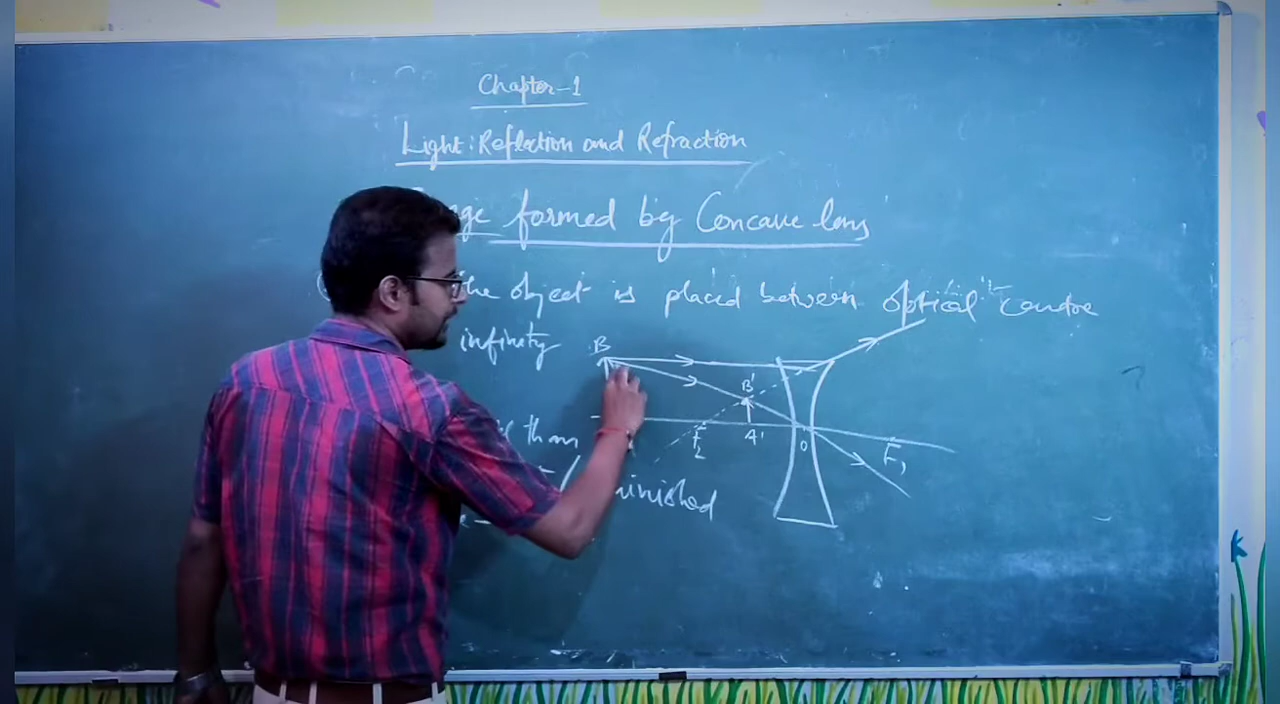 Chapter-1
Light: Reflection and Refraction
formed by Concave lens
the object is placed between optical centre
infinity
B
B'
than
F2
A'
O
F1